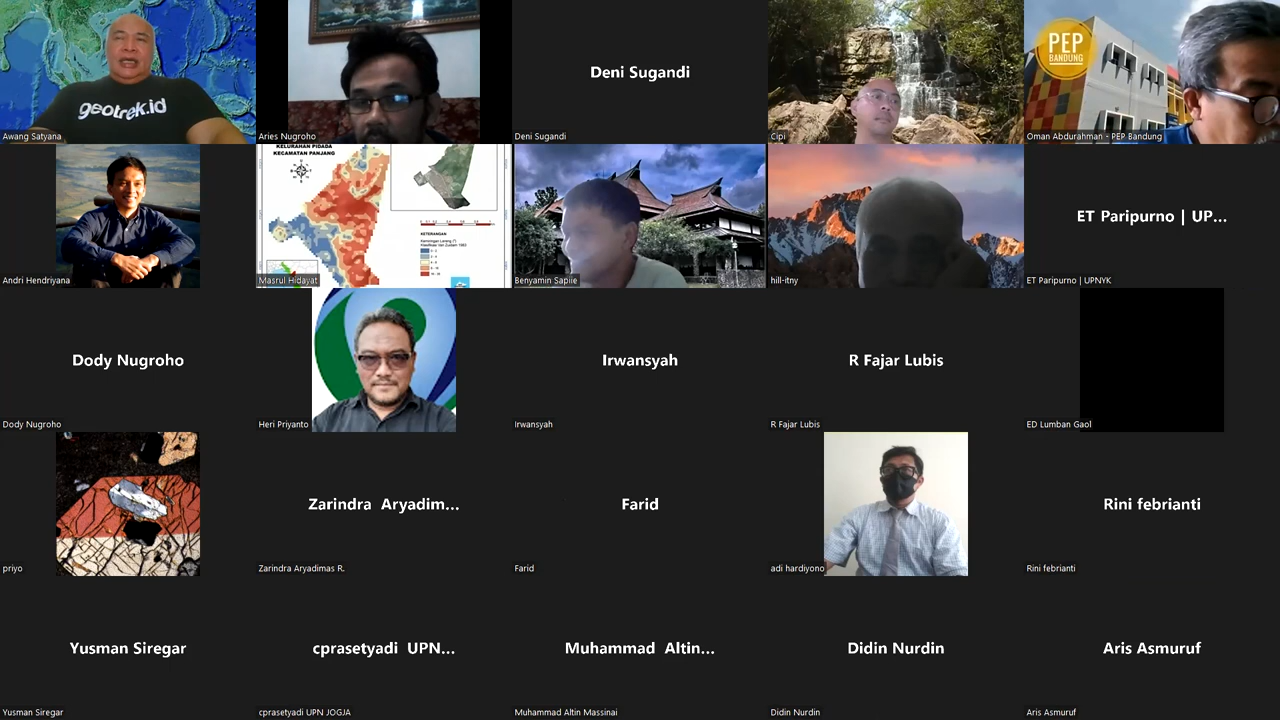 geotrek.id
Awang Satyana
Aries Nugroho
Deni Sugandi
Deni Sugandi
Cipi
PEP
BANDUNG
Oman Abdurahman - PEP Bandung
Andri Hendriyana
KELURAHAN PIDADA
KECAMATAN PANJANG
KETERANGAN
Masrul Hidayat
Benyamin Sapiie
hill-itny
ET Paripurno | UP...
ET Paripurno | UPNYK
Dody Nugroho
Dody Nugroho
Heri Priyanto
Irwansyah
Irwansyah
R Fajar Lubis
R Fajar Lubis
ED Lumban Gaol
priyo
Zarindra Aryadim...
Zarindra Aryadimas R.
Farid
Farid
adi hardiyono
Rini febrianti
Rini febrianti
Yusman Siregar
Yusman Siregar
cprasetyadi UPN...
cprasetyadi UPN JOGJA
Muhammad Altin...
Muhammad Altin Massinai
Didin Nurdin
Didin Nurdin
Aris Asmuruf
Aris Asmuruf